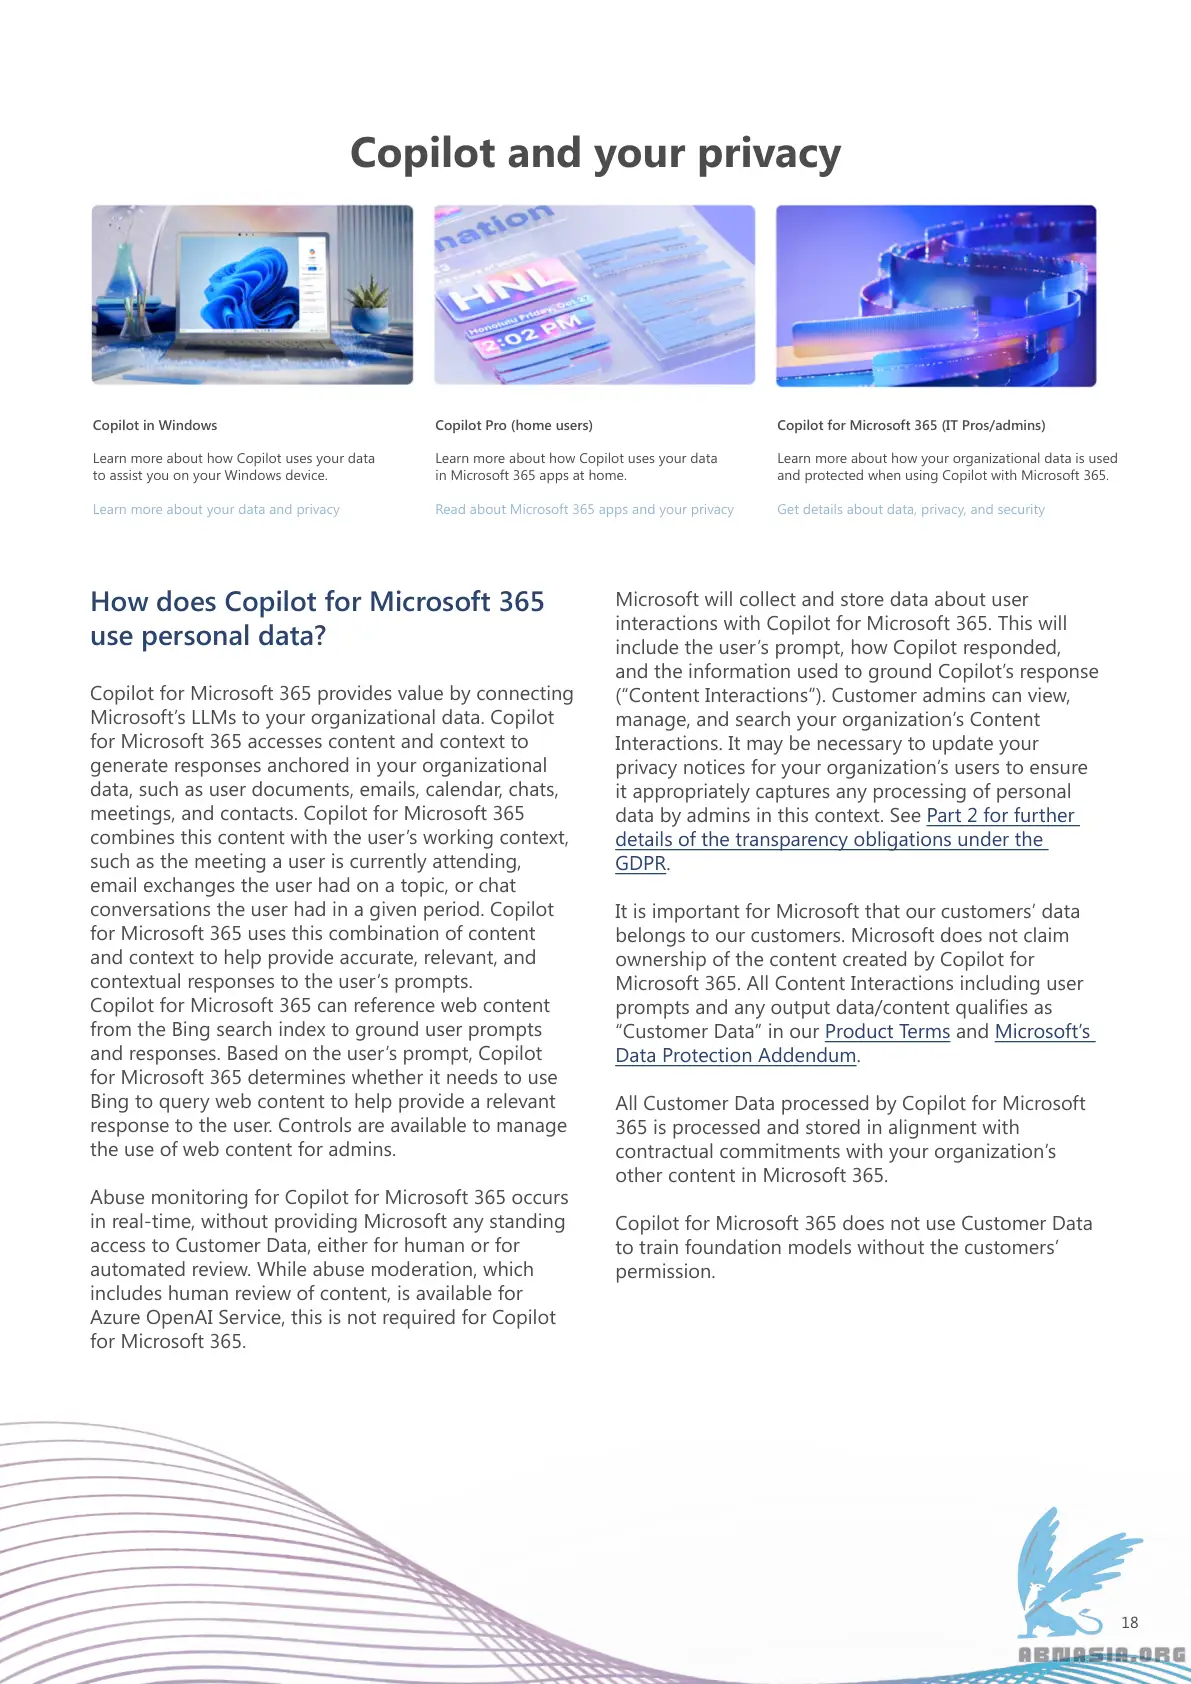 Copilot and your privacy
nation
HNL
Honolulu Friday, Oct 27
2:02 PM
Copilot in Windows
Learn more about how Copilot uses your data
to assist you on your Windows device.
Learn more about your data and privacy
Copilot Pro (home users)
Learn more about how Copilot uses your data
in Microsoft 365 apps at home.
Read about Microsoft 365 apps and your privacy
Copilot for Microsoft 365 (IT Pros/admins)
Learn more about how your organizational data is used
and protected when using Copilot with Microsoft 365.
Get details about data, privacy, and security
How does Copilot for Microsoft 365
use personal data?
Copilot for Microsoft 365 provides value by connecting
Microsoft’s LLMs to your organizational data. Copilot
for Microsoft 365 accesses content and context to
generate responses anchored in your organizational
data, such as user documents, emails, calendar, chats,
meetings, and contacts. Copilot for Microsoft 365
combines this content with the user’s working context,
such as the meeting a user is currently attending,
email exchanges the user had on a topic, or chat
conversations the user had in a given period. Copilot
for Microsoft 365 uses this combination of content
and context to help provide accurate, relevant, and
contextual responses to the user’s prompts.
Copilot for Microsoft 365 can reference web content
from the Bing search index to ground user prompts
and responses. Based on the user’s prompt, Copilot
for Microsoft 365 determines whether it needs to use
Bing to query web content to help provide a relevant
response to the user. Controls are available to manage
the use of web content for admins.
Abuse monitoring for Copilot for Microsoft 365 occurs
in real-time, without providing Microsoft any standing
access to Customer Data, either for human or for
automated review. While abuse moderation, which
includes human review of content, is available for
Azure OpenAI Service, this is not required for Copilot
for Microsoft 365.
Microsoft will collect and store data about user
interactions with Copilot for Microsoft 365. This will
include the user’s prompt, how Copilot responded,
and the information used to ground Copilot’s response
(“Content Interactions”). Customer admins can view,
manage, and search your organization’s Content
Interactions. It may be necessary to update your
privacy notices for your organization’s users to ensure
it appropriately captures any processing of personal
data by admins in this context. See Part 2 for further
details of the transparency obligations under the
GDPR.
It is important for Microsoft that our customers’ data
belongs to our customers. Microsoft does not claim
ownership of the content created by Copilot for
Microsoft 365. All Content Interactions including user
prompts and any output data/content qualifies as
“Customer Data” in our Product Terms and Microsoft’s
Data Protection Addendum.
All Customer Data processed by Copilot for Microsoft
365 is processed and stored in alignment with
contractual commitments with your organization’s
other content in Microsoft 365.
Copilot for Microsoft 365 does not use Customer Data
to train foundation models without the customers’
permission.
18
ABMASIA.ORG